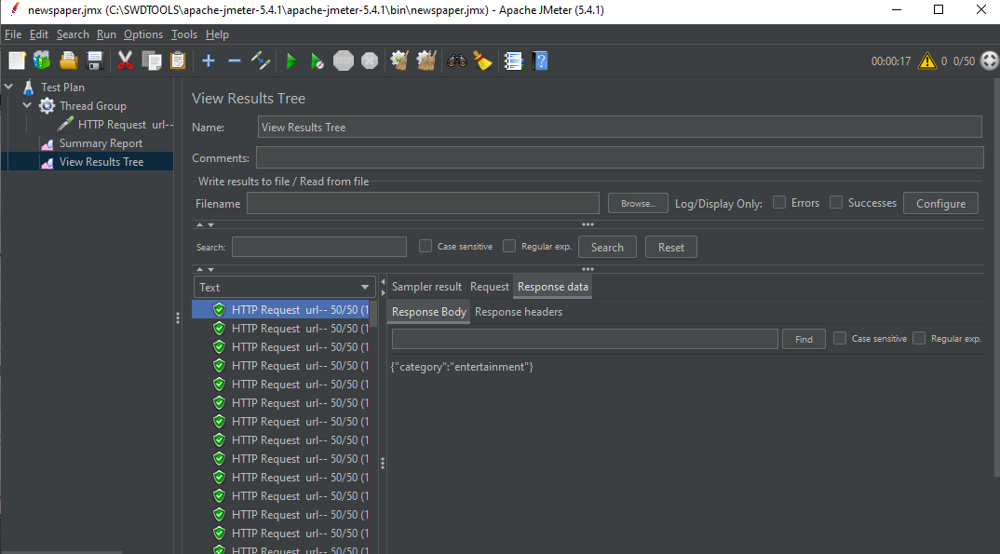 newspaper.jmx (C:\SWDTOOLS\apache-jmeter-5.4.1\apache-jmeter-5.4.1\bin\newspaper.jmx) - Apache JMeter (5.4.1)
File Edit Search Run Options Tools Help
STOP 00:00:17 0 0/50
Test Plan
Thread Group
HTTP Request url--
Summary Report
View Results Tree
View Results Tree
Name: View Results Tree
Comments:
Write results to file / Read from file
Filename Browse... Log/Display Only: Errors Successes Configure
Search: Case sensitive Regular exp. Search Reset
Text
HTTP Request url-- 50/50 (1
HTTP Request url-- 50/50 (1
HTTP Request url-- 50/50 (1
HTTP Request url-- 50/50 (1
HTTP Request url-- 50/50 (1
HTTP Request url-- 50/50 (1
HTTP Request url-- 50/50 (1
HTTP Request url-- 50/50 (1
HTTP Request url-- 50/50 (1
HTTP Request url-- 50/50 (1
HTTP Request url-- 50/50 (1
HTTP Request url-- 50/50 (1
HTTP Request url-- 50/50 (1
HTTP Request url-- 50/50 (1
Sampler result Request Response data
Response Body Response headers
Find Case sensitive Regular exp.
{"category":"entertainment"}